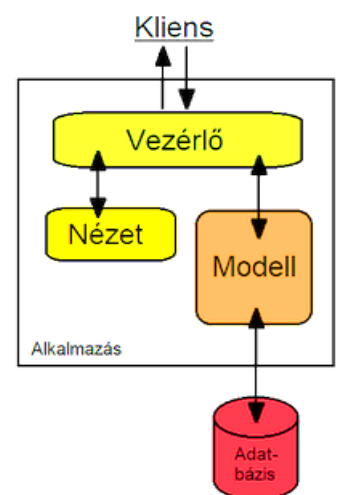 Kliens
Vezérlő
Nézet
Modell
Alkalmazás
Adat-
bázis